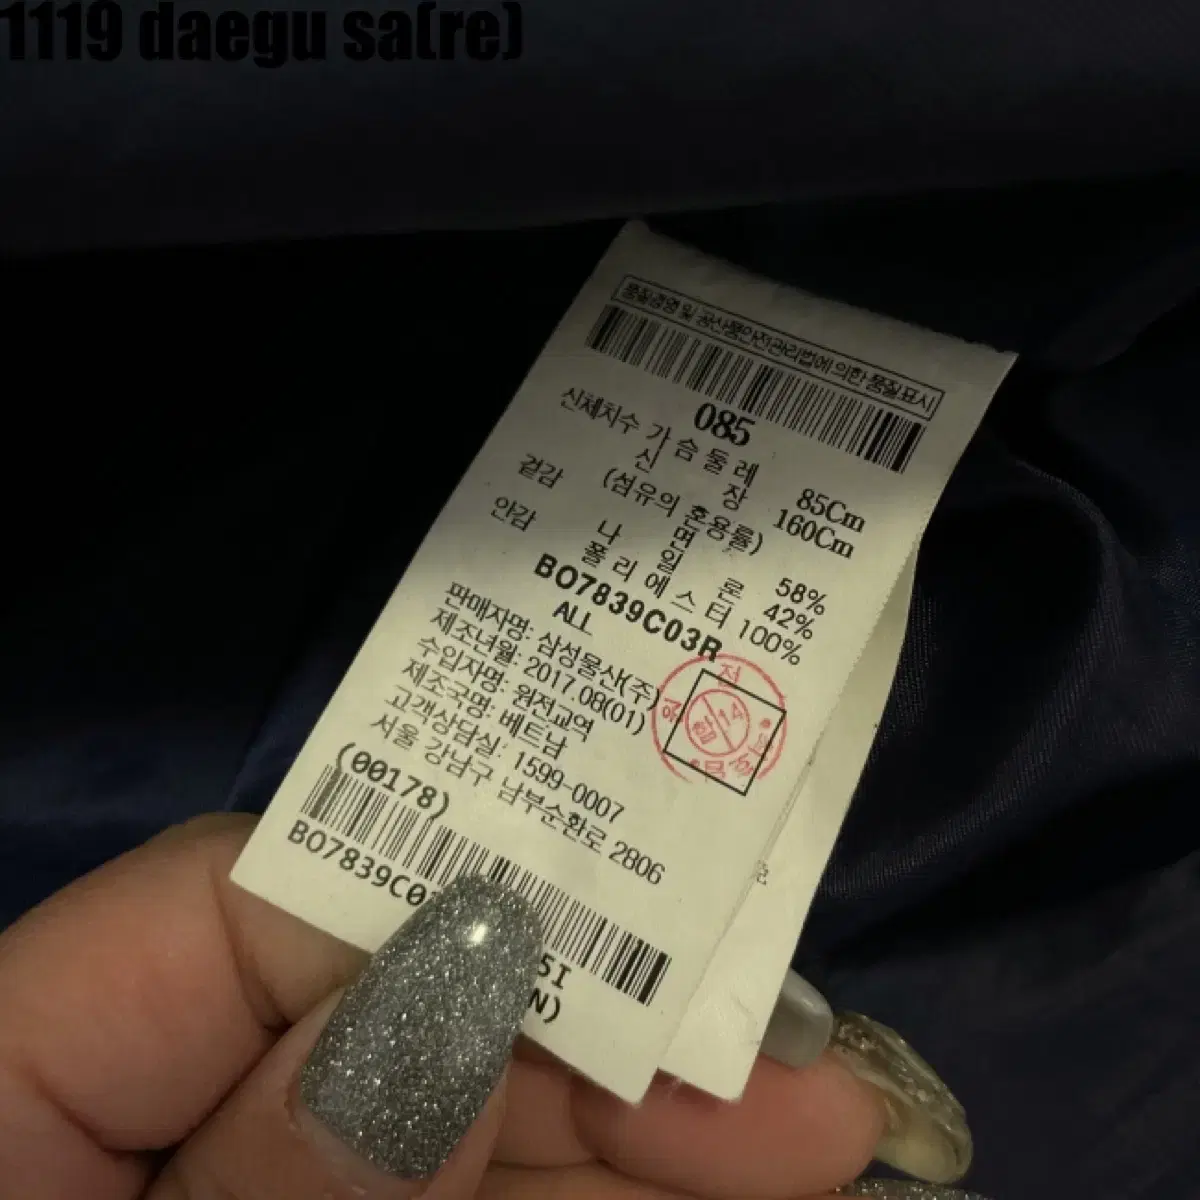 1119 daegu sa(re)
품질경영 및 공산품안전관리법에 의한 품질표시
085
신체치수 가슴둘레 85Cm
신 장 160Cm
(섬유의 혼용률)
겉감 면 58%
나 일 론 42%
안감 폴 리 에 스 터 100%
BO7839C03R
ALL
판매자명: 삼성물산(주)
제조년월: 2017.08(01)
수입자명: 원전교역
제조국명: 베트남
고객상담실: 1599-0007
서울 강남구 남부순환로 2806
(00178)
BO7839C0
5I
N)